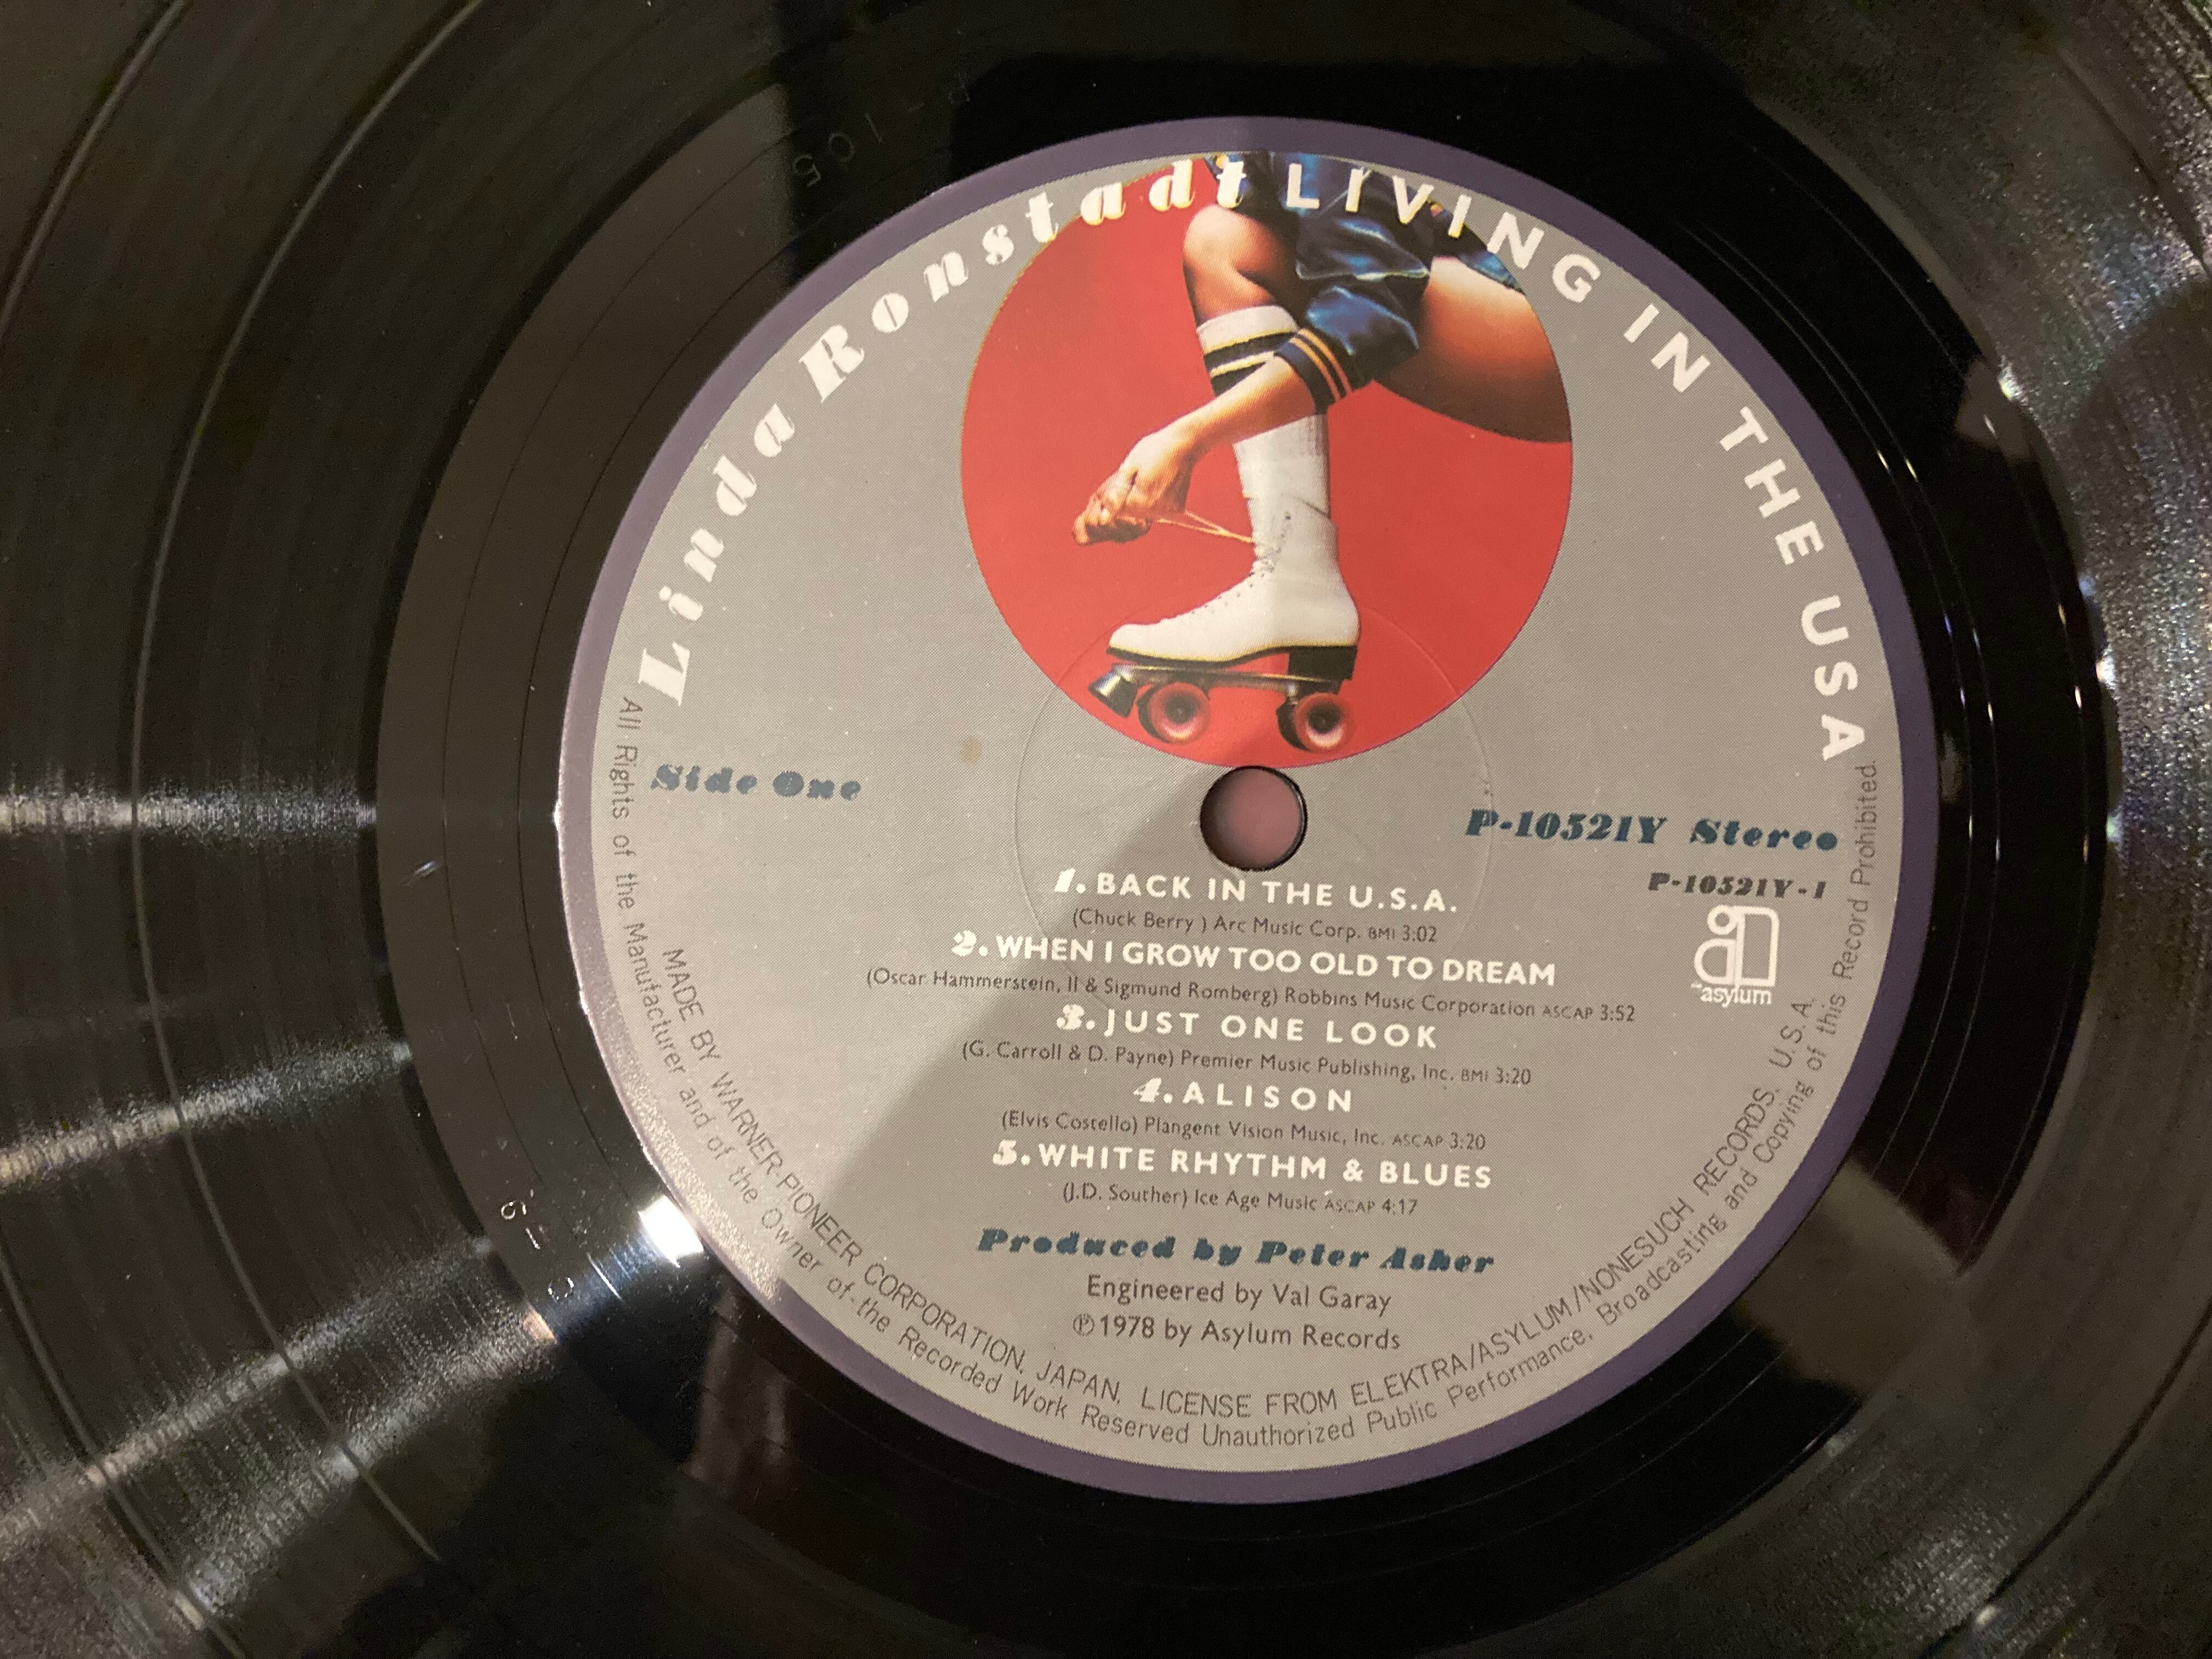 Linda Ronstadt LIVING IN THE USA
Side One
P-10521Y Stereo
P-10521Y-1
asylum
1. BACK IN THE U.S.A.
(Chuck Berry ) Arc Music Corp. BMI 3:02
2. WHEN I GROW TOO OLD TO DREAM
(Oscar Hammerstein, II & Sigmund Romberg) Robbins Music Corporation ASCAP 3:52
3. JUST ONE LOOK
(G. Carroll & D. Payne) Premier Music Publishing, Inc. BMI 3:20
4. ALISON
(Elvis Costello) Plangent Vision Music, Inc. ASCAP 3:20
5. WHITE RHYTHM & BLUES
(J.D. Souther) Ice Age Music ASCAP 4:17
Produced by Peter Asher
Engineered by Val Garay
℗1978 by Asylum Records
MADE BY WARNER-PIONEER CORPORATION, JAPAN, LICENSE FROM ELEKTRA/ASYLUM/NONESUCH RECORDS, U.S.A.
All Rights of the Manufacturer and of the Owner of the Recorded Work Reserved Unauthorized Public Performance, Broadcasting and Copying of this Record Prohibited.